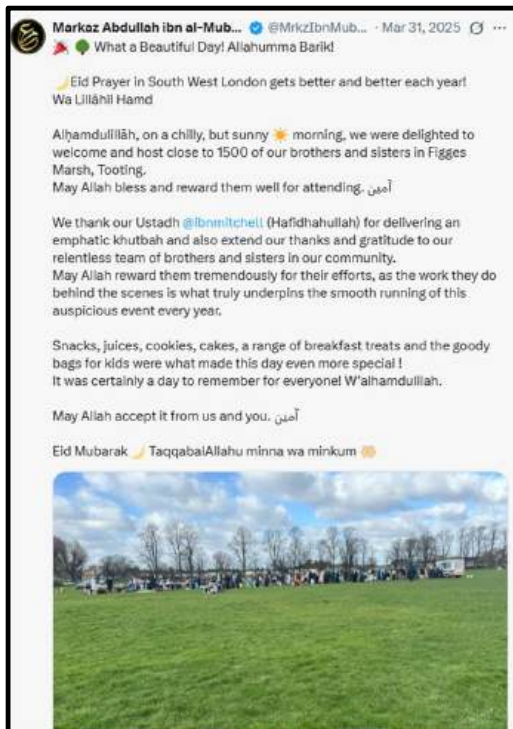 Markaz Abdullah ibn al-Mub... @MrkzIbnMub... · Mar 31, 2025 ...
What a Beautiful Day! Allahumma Barik!
Eid Prayer in South West London gets better and better each year!
Wa Lillāhil Hamd
Alḥamdulillāh, on a chilly, but sunny morning, we were delighted to
welcome and host close to 1500 of our brothers and sisters in Figges
Marsh, Tooting.
May Allah bless and reward them well for attending. آمين
We thank our Ustadh @ibnmitchell (Hafidhahullah) for delivering an
emphatic khutbah and also extend our thanks and gratitude to our
relentless team of brothers and sisters in our community.
May Allah reward them tremendously for their efforts, as the work they do
behind the scenes is what truly underpins the smooth running of this
auspicious event every year.
Snacks, juices, cookies, cakes, a range of breakfast treats and the goody
bags for kids were what made this day even more special !
It was certainly a day to remember for everyone! W'alhamdulilah.
May Allah accept it from us and you. آمين
Eid Mubarak TaqqabalAllahu minna wa minkum